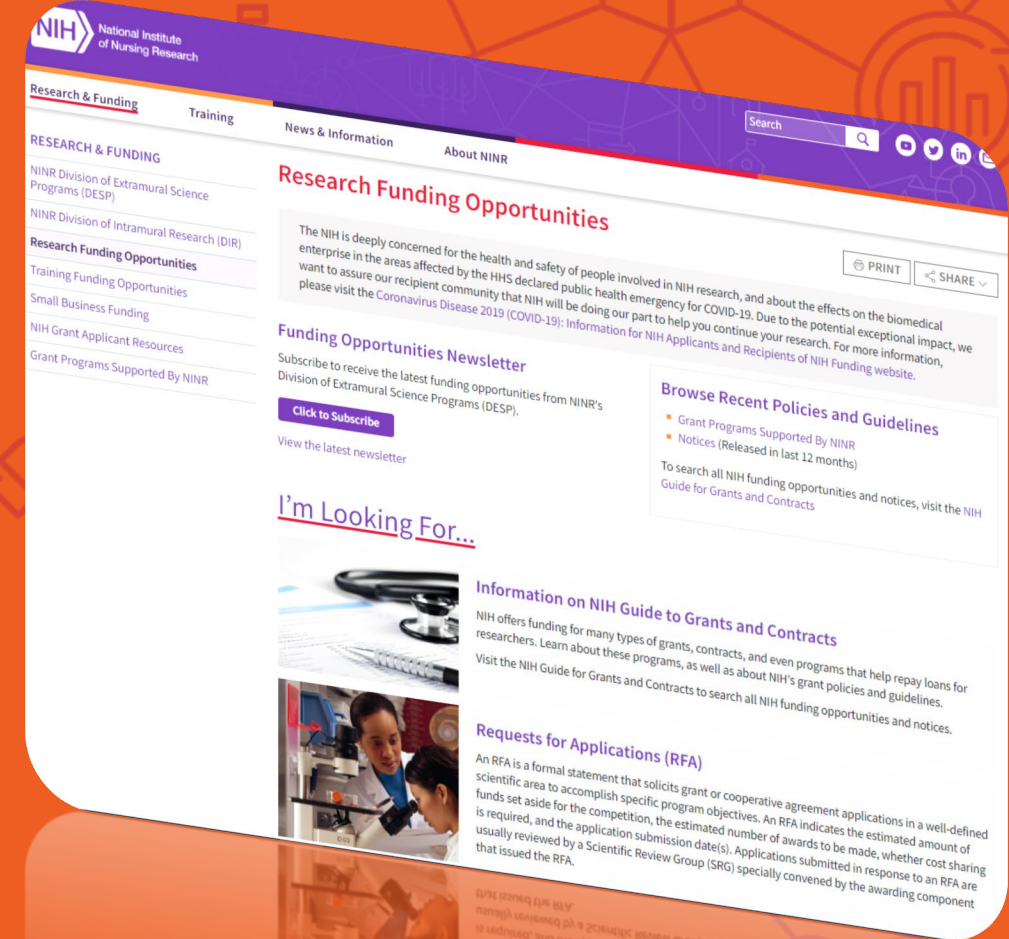 NIH
National Institute
of Nursing Research
Search
Research & Funding
Training
News & Information
About NINR
RESEARCH & FUNDING
NINR Division of Extramural Science
Programs (DESP)
NINR Division of Intramural Research (DIR)
Research Funding Opportunities
Training Funding Opportunities
Small Business Funding
NIH Grant Applicant Resources
Grant Programs Supported By NINR
Research Funding Opportunities
PRINT
SHARE
The NIH is deeply concerned for the health and safety of people involved in NIH research, and about the effects on the biomedical
enterprise in the areas affected by the HHS declared public health emergency for COVID-19. Due to the potential exceptional impact, we
want to assure our recipient community that NIH will be doing our part to help you continue your research. For more information,
please visit the Coronavirus Disease 2019 (COVID-19): Information for NIH Applicants and Recipients of NIH Funding website.
Funding Opportunities Newsletter
Subscribe to receive the latest funding opportunities from NINR's
Division of Extramural Science Programs (DESP).
Click to Subscribe
View the latest newsletter
Browse Recent Policies and Guidelines
Grant Programs Supported By NINR
Notices (Released in last 12 months)
To search all NIH funding opportunities and notices, visit the NIH
Guide for Grants and Contracts
I'm Looking For...
Information on NIH Guide to Grants and Contracts
NIH offers funding for many types of grants, contracts, and even programs that help repay loans for
researchers. Learn about these programs, as well as about NIH's grant policies and guidelines.
Visit the NIH Guide for Grants and Contracts to search all NIH funding opportunities and notices.
Requests for Applications (RFA)
An RFA is a formal statement that solicits grant or cooperative agreement applications in a well-defined
scientific area to accomplish specific program objectives. An RFA indicates the estimated amount of
funds set aside for the competition, the estimated number of awards to be made, whether cost sharing
is required, and the application submission date(s). Applications submitted in response to an RFA are
usually reviewed by a Scientific Review Group (SRG) specially convened by the awarding component
that issued the RFA.